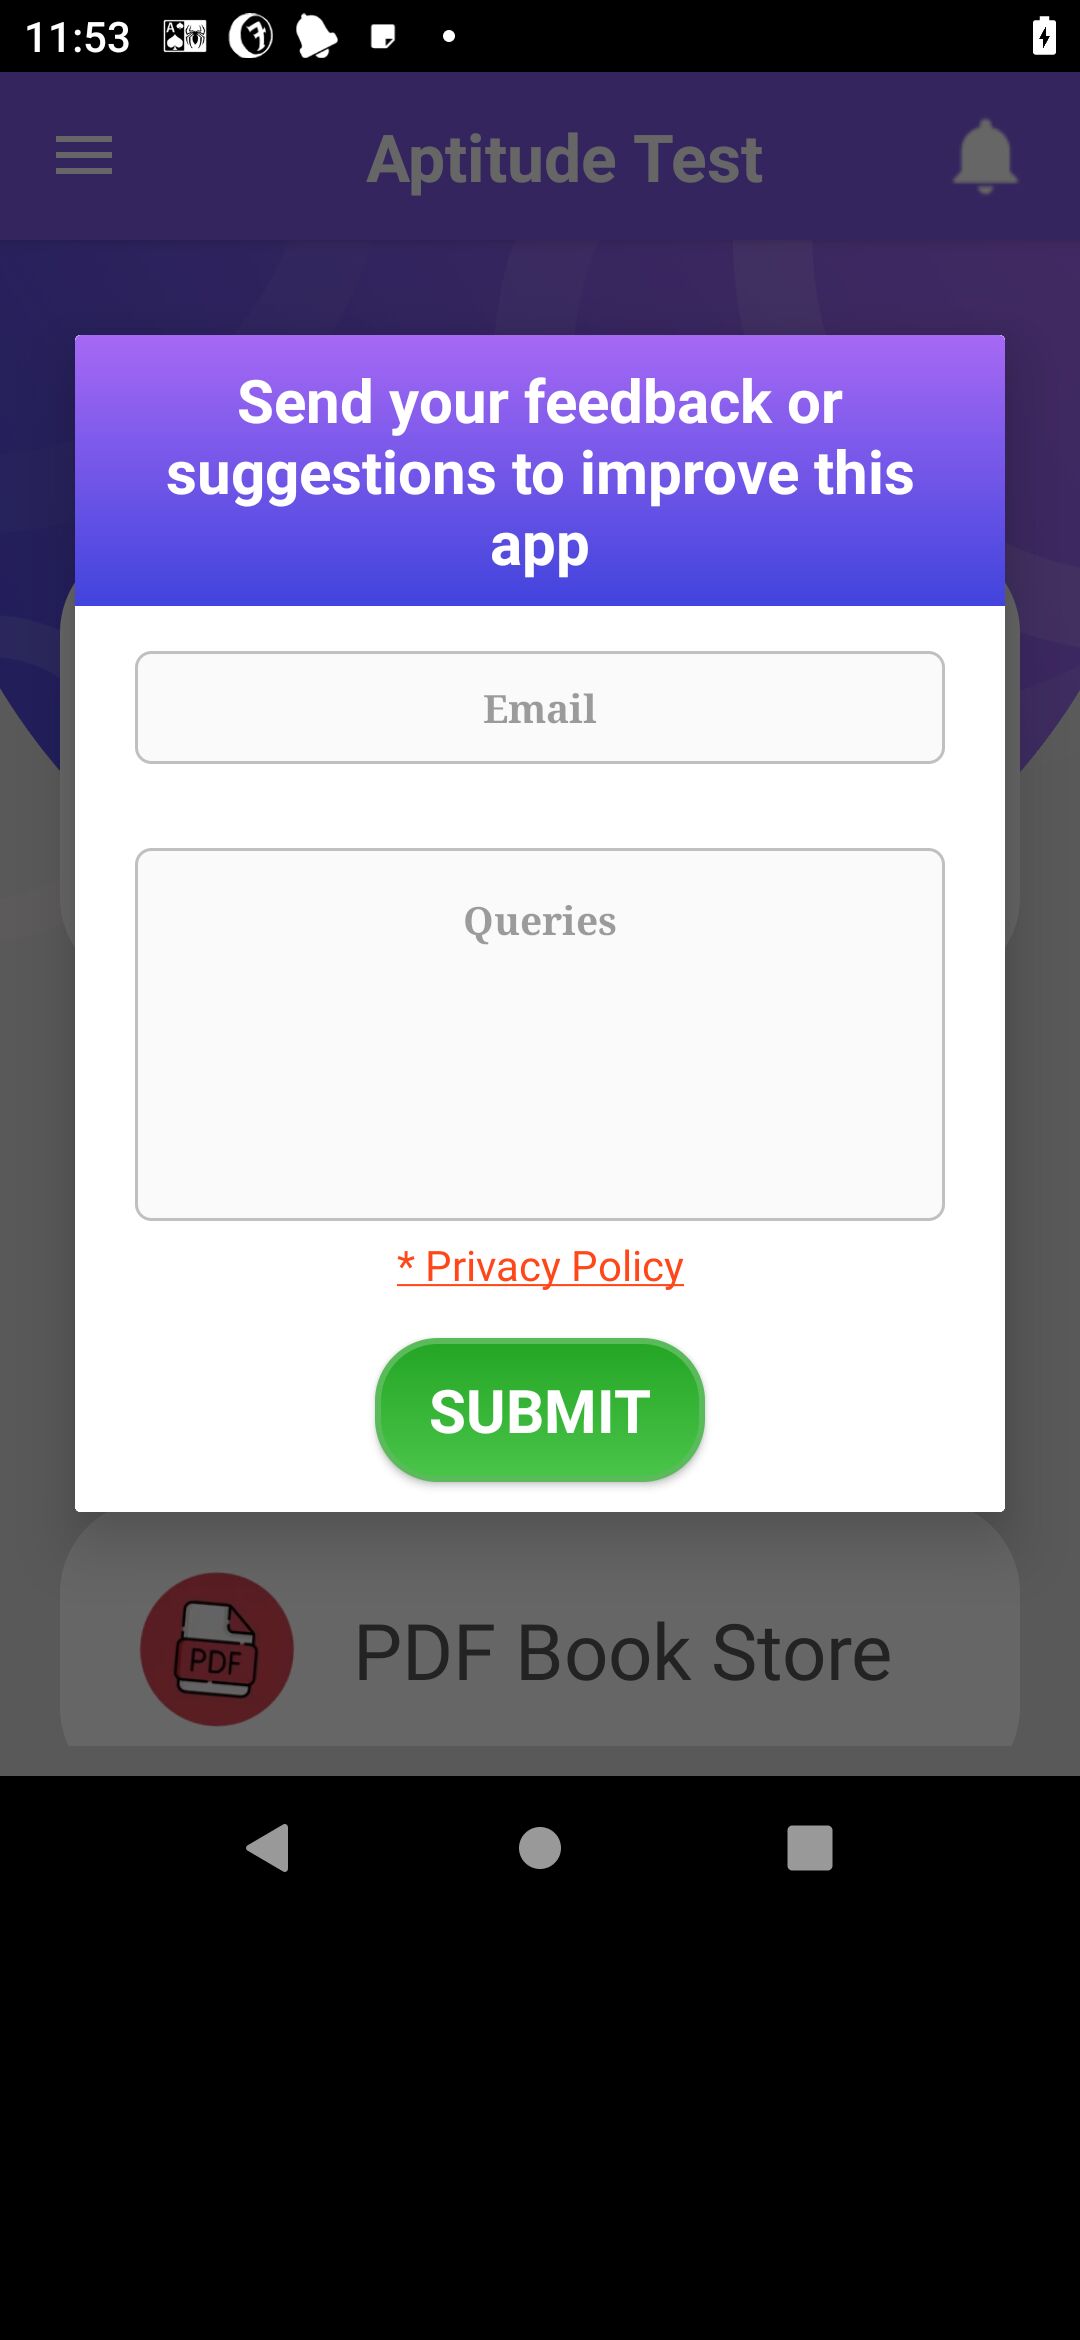 11:53
Aptitude Test
Send your feedback or
suggestions to improve this
app
Email
Queries
* Privacy Policy
SUBMIT
PDF
PDF Book Store